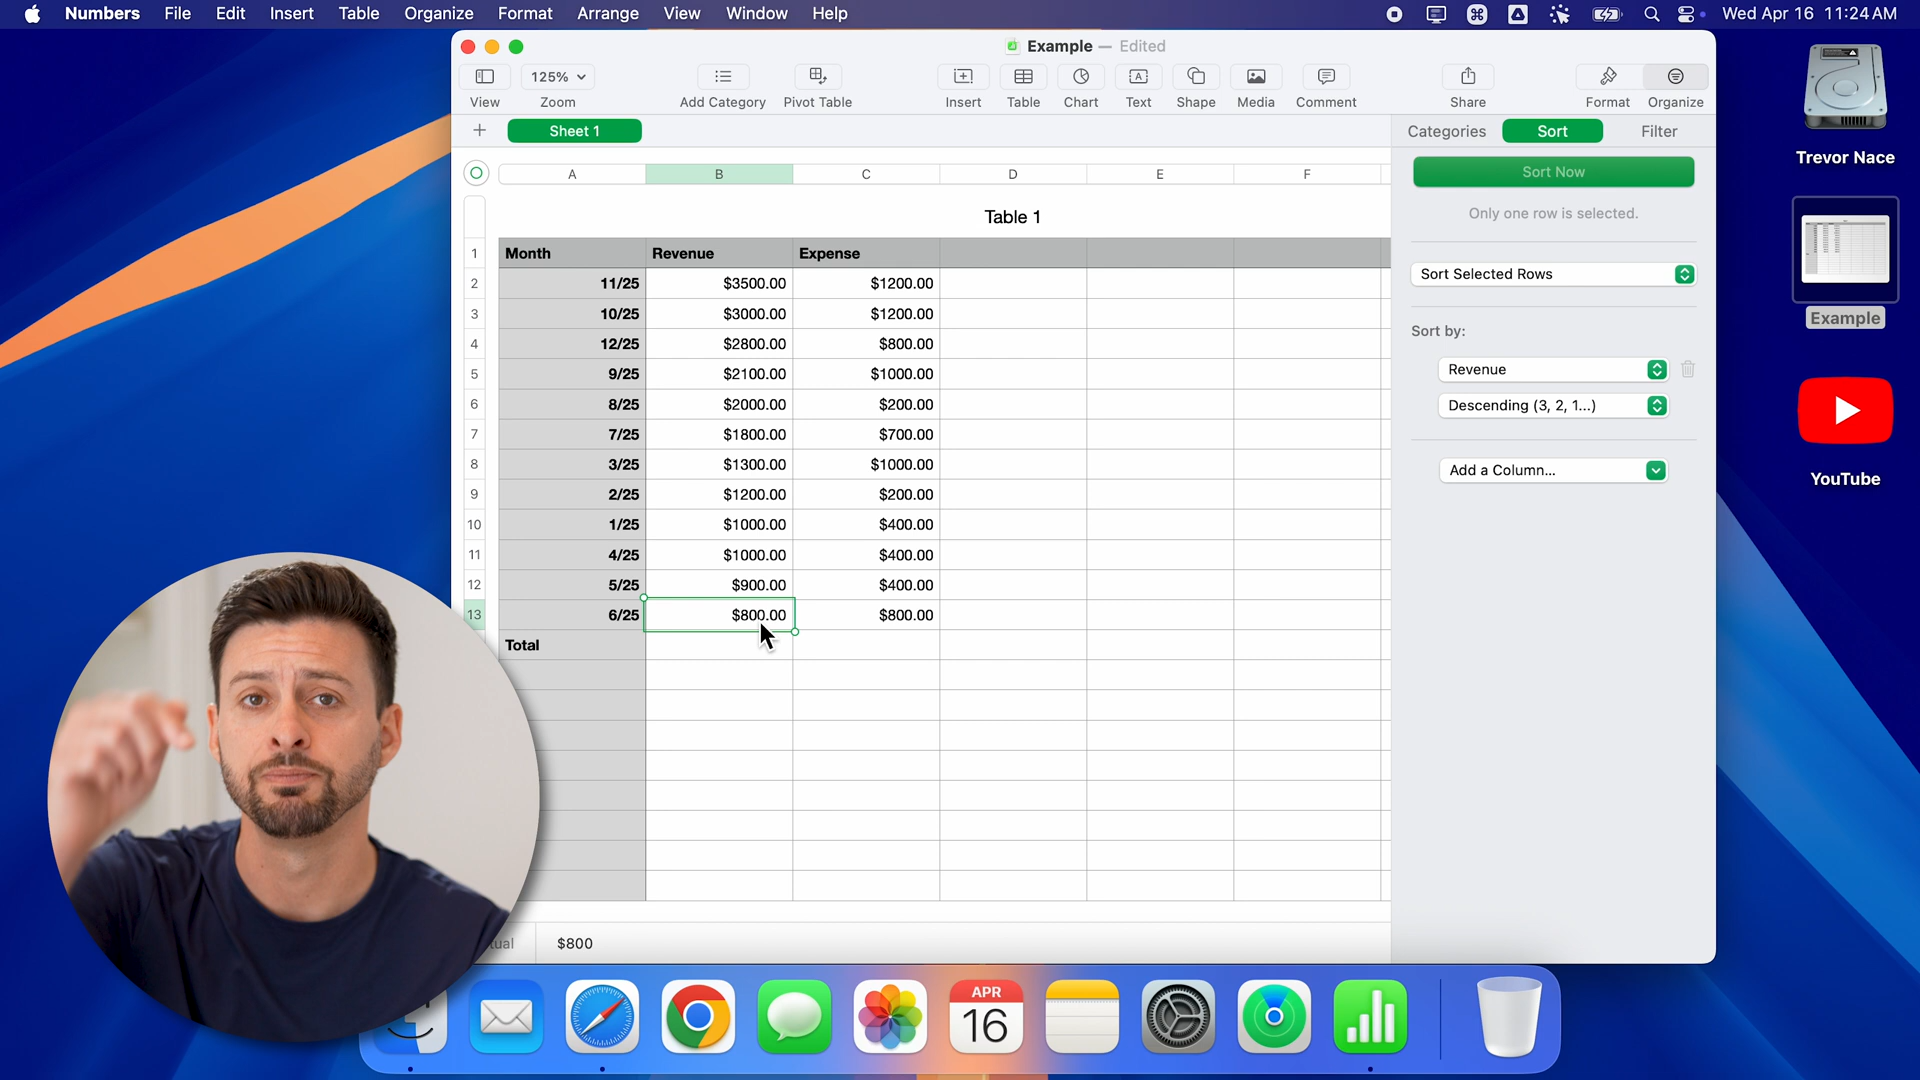 Numbers File Edit Insert Table Organize Format Arrange View Window Help Wed Apr 16 11:24 AM
Example — Edited
125%
View Zoom Add Category Pivot Table Insert Table Chart Text Shape Media Comment Share Format Organize
Sheet 1
Categories Sort Filter
Sort Now
Only one row is selected.
Sort Selected Rows
Sort by:
Revenue
Descending (3, 2, 1...)
Add a Column...
A B C D E F
Table 1
1 Month Revenue Expense
2 11/25 $3500.00 $1200.00
3 10/25 $3000.00 $1200.00
4 12/25 $2800.00 $800.00
5 9/25 $2100.00 $1000.00
6 8/25 $2000.00 $200.00
7 7/25 $1800.00 $700.00
8 3/25 $1300.00 $1000.00
9 2/25 $1200.00 $200.00
10 1/25 $1000.00 $400.00
11 4/25 $1000.00 $400.00
12 5/25 $900.00 $400.00
13 6/25 $800.00 $800.00
Total
$800
Trevor Nace
Example
YouTube
APR
16